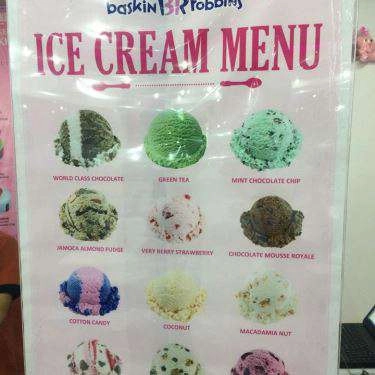 baskin BR robbins
ICE CREAM MENU
WORLD CLASS CHOCOLATE
GREEN TEA
MINT CHOCOLATE CHIP
JAMOCA ALMOND FUDGE
VERY BERRY STRAWBERRY
CHOCOLATE MOUSSE ROYALE
COTTON CANDY
COCONUT
MACADAMIA NUT